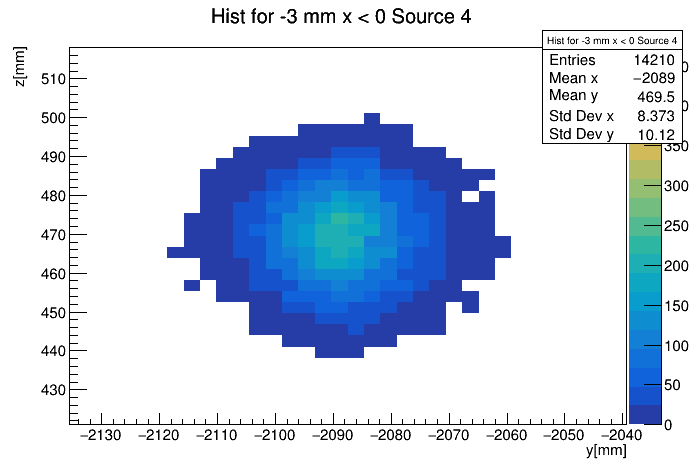 Hist for -3 mm x < 0 Source 4
z[mm]
Hist for -3 mm x < 0 Source 4
Entries 14210
Mean x −2089
Mean y 469.5
Std Dev x 8.373
Std Dev y 10.12
510
500
490
480
470
460
450
440
430
350
300
250
200
150
100
50
0
−2130 −2120 −2110 −2100 −2090 −2080 −2070 −2060 −2050 −2040
y[mm]